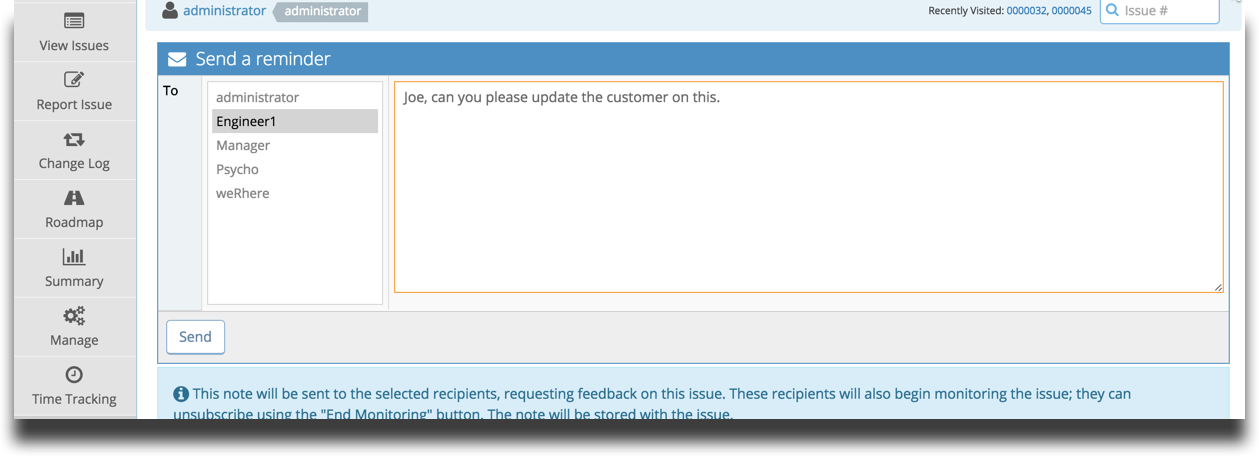 administrator administrator
Recently Visited: 0000032, 0000045
Issue #
View Issues
Report Issue
Change Log
Roadmap
Summary
Manage
Time Tracking
Send a reminder
To
administrator
Engineer1
Manager
Psycho
weRhere
Joe, can you please update the customer on this.
Send
This note will be sent to the selected recipients, requesting feedback on this issue. These recipients will also begin monitoring the issue; they can
unsubscribe using the "End Monitoring" button. The note will be stored with the issue.